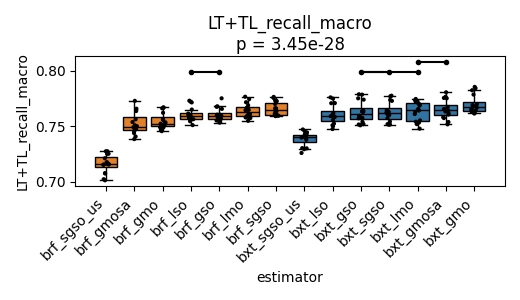 LT+TL_recall_macro
p = 3.45e-28
LT+TL_recall_macro
0.80
0.75
0.70
brf_sgso_us
brf_gmosa
brf_gmo
brf_lso
brf_gso
brf_lmo
brf_sgso
bxt_sgso_us
bxt_lso
bxt_gso
bxt_sgso
bxt_lmo
bxt_gmosa
bxt_gmo
estimator